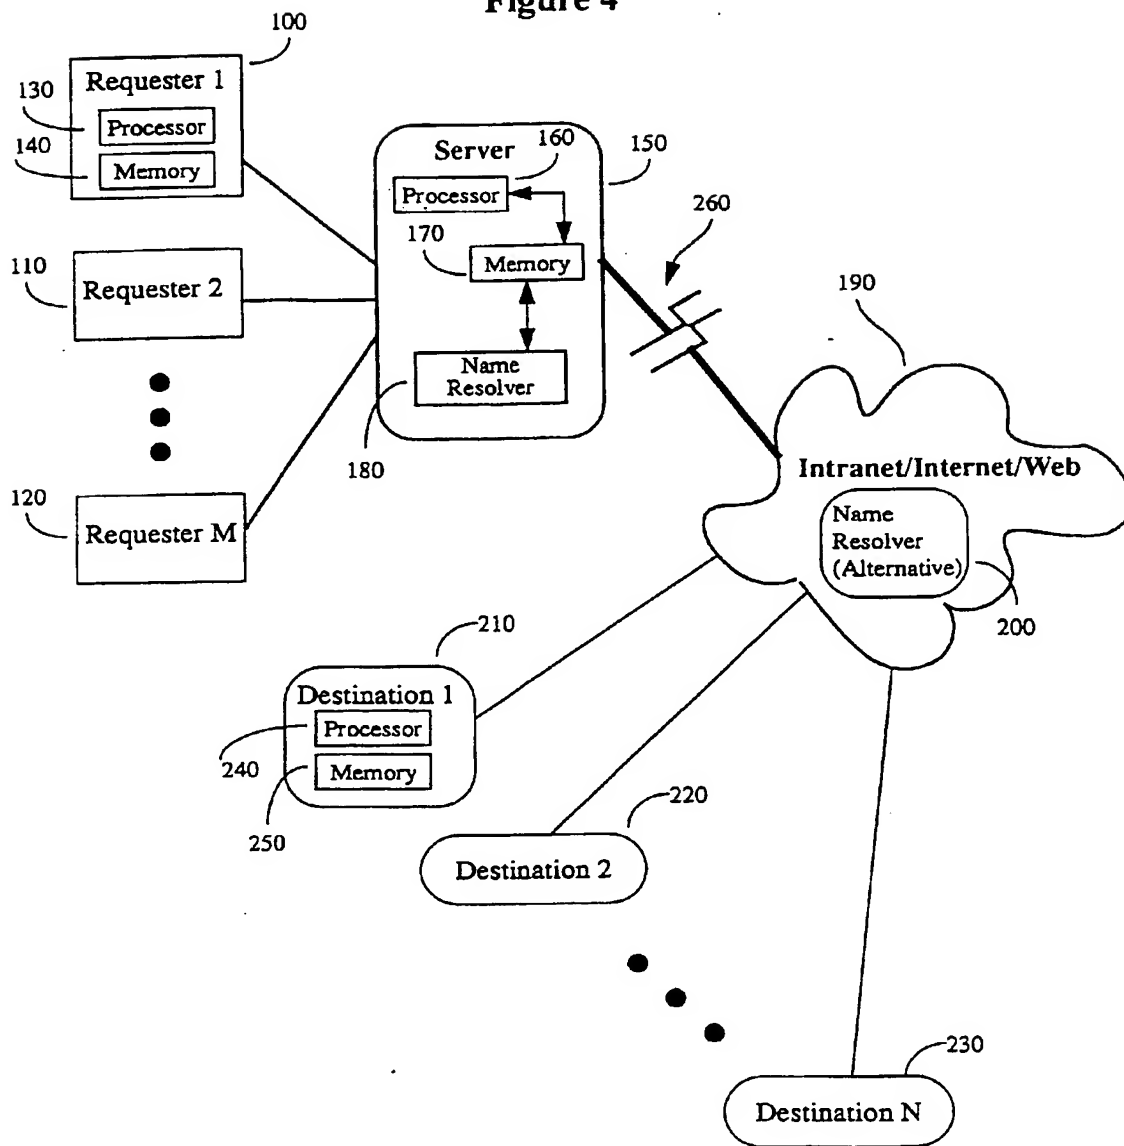 Figure 4
100
Requester 1
130
Processor
140
Memory
110
Requester 2
120
Requester M
Server
160
150
Processor
170
Memory
Name
Resolver
180
260
190
Intranet/Internet/Web
Name
Resolver
(Alternative)
200
210
Destination 1
Processor
240
Memory
250
220
Destination 2
230
Destination N